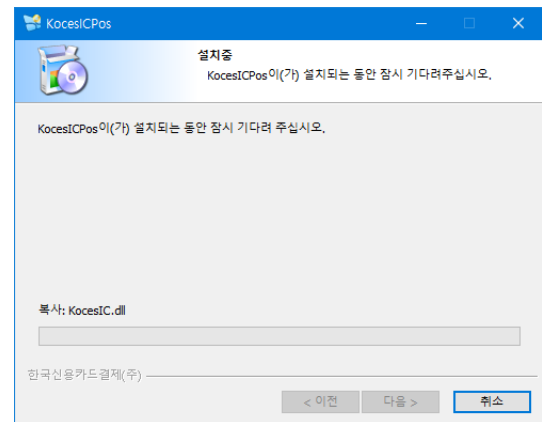 KocesICPos
설치중
KocesICPos이(가) 설치되는 동안 잠시 기다려주십시오.
KocesICPos이(가) 설치되는 동안 잠시 기다려 주십시오.
복사: KocesIC.dll
한국신용카드결제(주)
< 이전
다음 >
취소